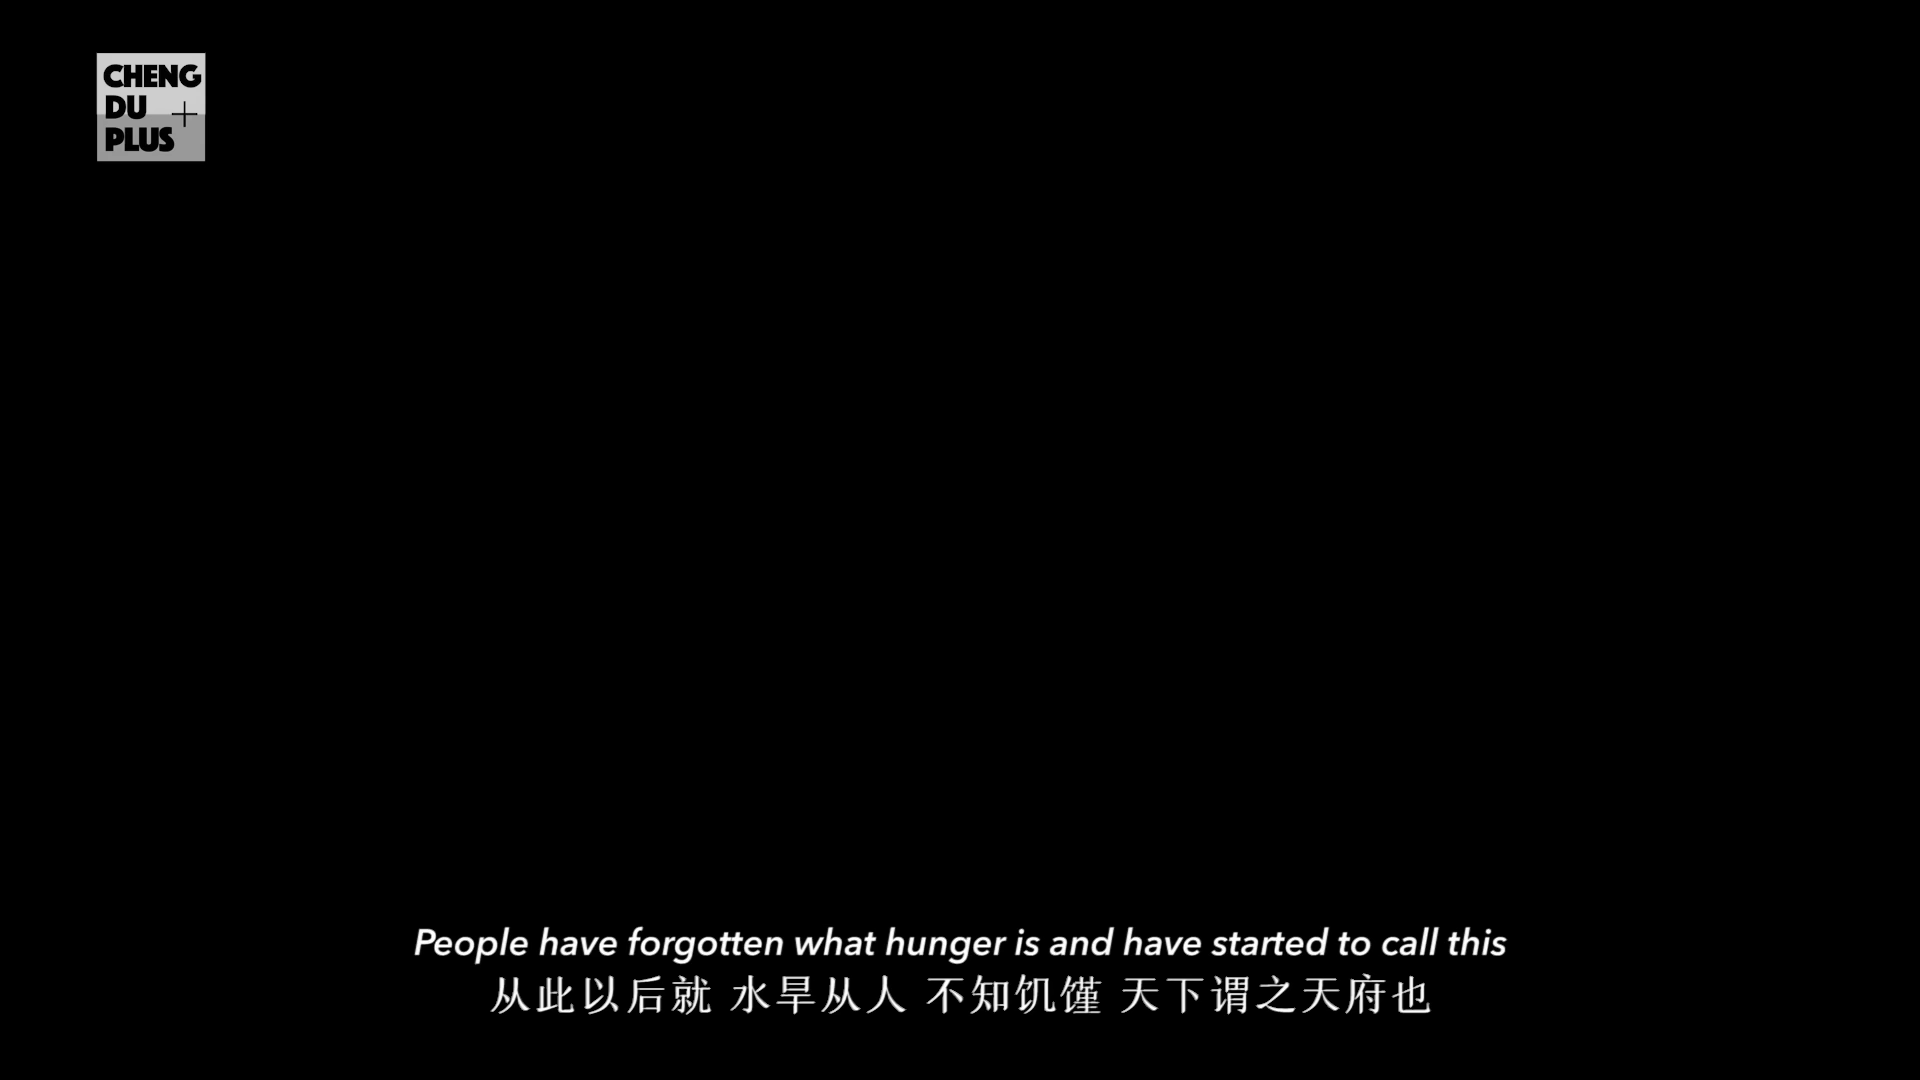 CHENG
DU +
PLUS
People have forgotten what hunger is and have started to call this
从此以后就 水旱从人 不知饥馑 天下谓之天府也